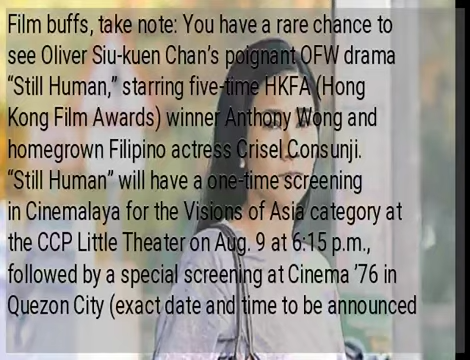 Film buffs, take note: You have a rare chance to
see Oliver Siu-kuen Chan’s poignant OFW drama
“Still Human,” starring five-time HKFA (Hong
Kong Film Awards) winner Anthony Wong and
homegrown Filipino actress Crisel Consunji.
“Still Human” will have a one-time screening
in Cinemalaya for the Visions of Asia category at
the CCP Little Theater on Aug. 9 at 6:15 p.m.,
followed by a special screening at Cinema ’76 in
Quezon City (exact date and time to be announced